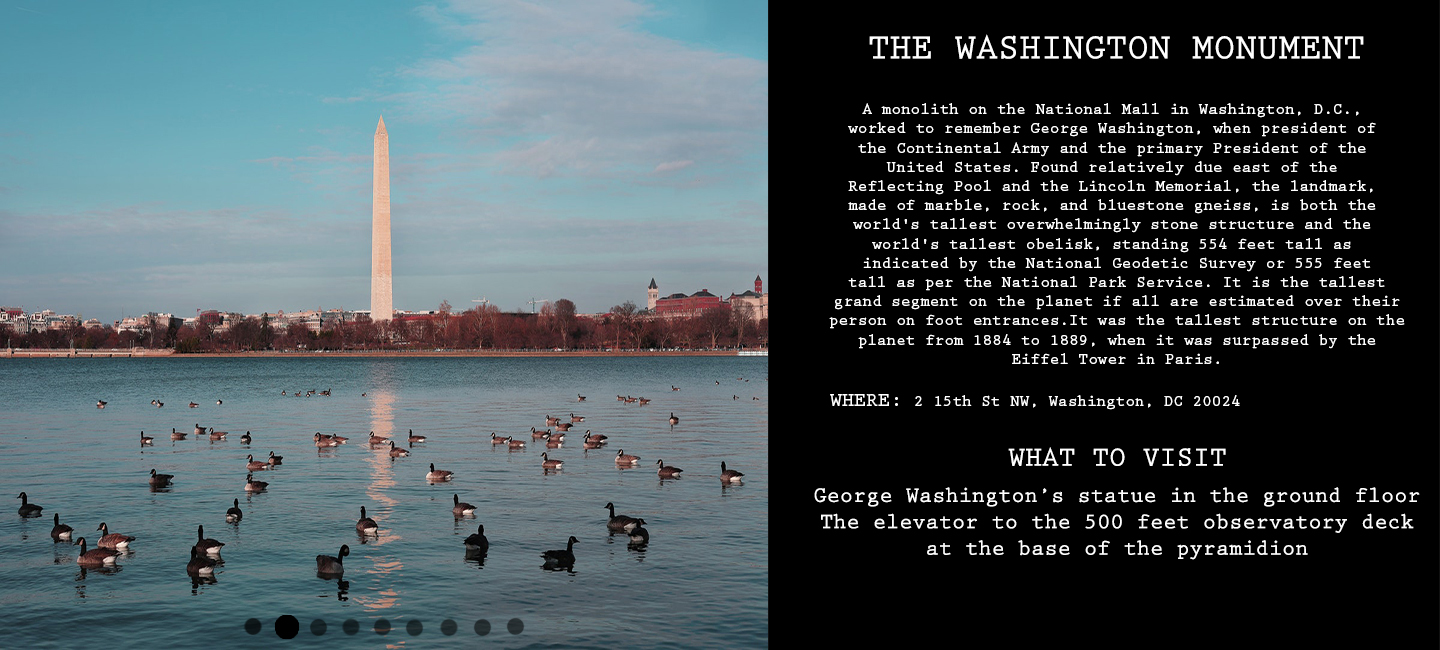 THE WASHINGTON MONUMENT
A monolith on the National Mall in Washington, D.C.,
worked to remember George Washington, when president of
the Continental Army and the primary President of the
United States. Found relatively due east of the
Reflecting Pool and the Lincoln Memorial, the landmark,
made of marble, rock, and bluestone gneiss, is both the
world's tallest overwhelmingly stone structure and the
world's tallest obelisk, standing 554 feet tall as
indicated by the National Geodetic Survey or 555 feet
tall as per the National Park Service. It is the tallest
grand segment on the planet if all are estimated over their
person on foot entrances.It was the tallest structure on the
planet from 1884 to 1889, when it was surpassed by the
Eiffel Tower in Paris.
WHERE: 2 15th St NW, Washington, DC 20024
WHAT TO VISIT
George Washington’s statue in the ground floor
The elevator to the 500 feet observatory deck
at the base of the pyramidion